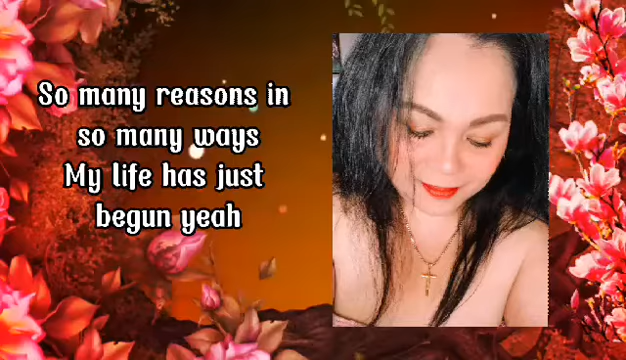 So many reasons in
so many ways
My life has just
begun yeah